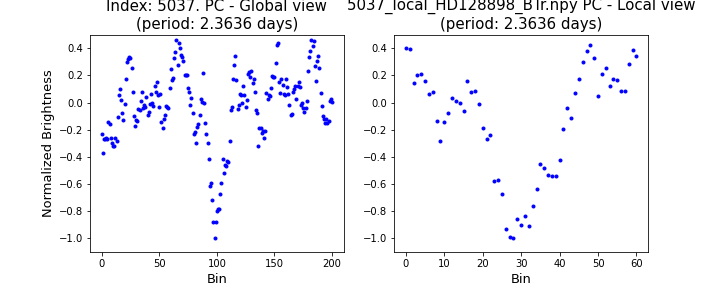 Index: 5037. PC - Global view
(period: 2.3636 days)
5037_local_HD128898_BTfr.npy PC - Local view
(period: 2.3636 days)
Normalized Brightness
0.4
0.2
0.0
−0.2
−0.4
−0.6
−0.8
−1.0
0 50 100 150 200
Bin
0.4
0.2
0.0
−0.2
−0.4
−0.6
−0.8
−1.0
0 10 20 30 40 50 60
Bin